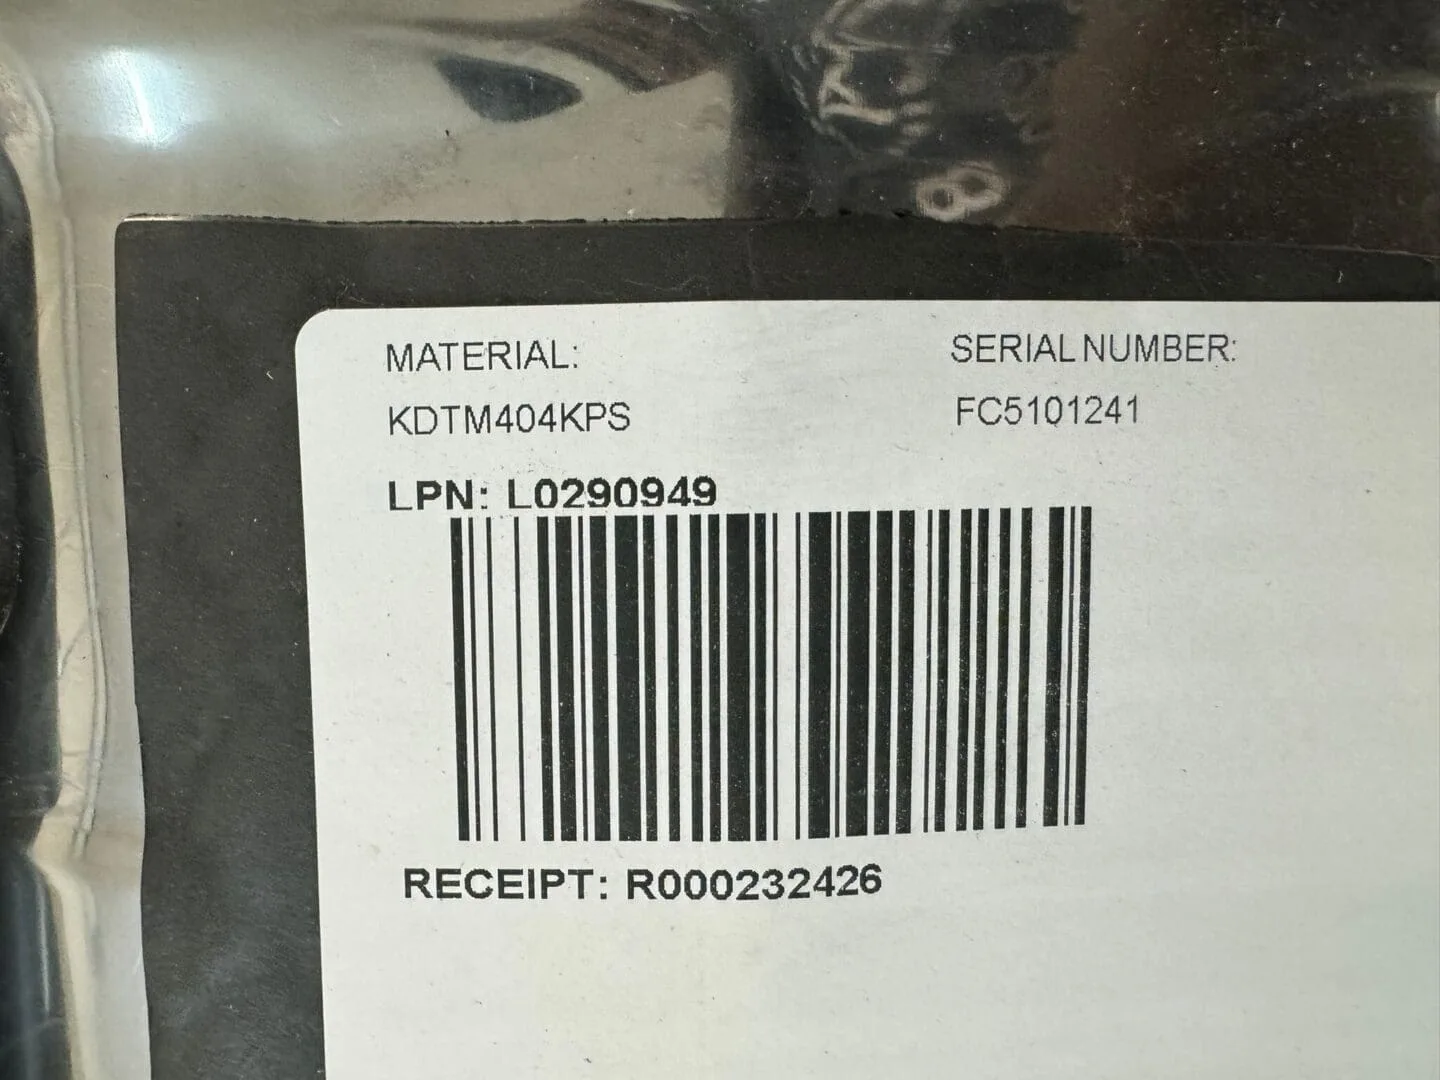 MATERIAL:
KDTM404KPS
SERIAL NUMBER:
FC5101241
LPN: L0290949
RECEIPT: R000232426